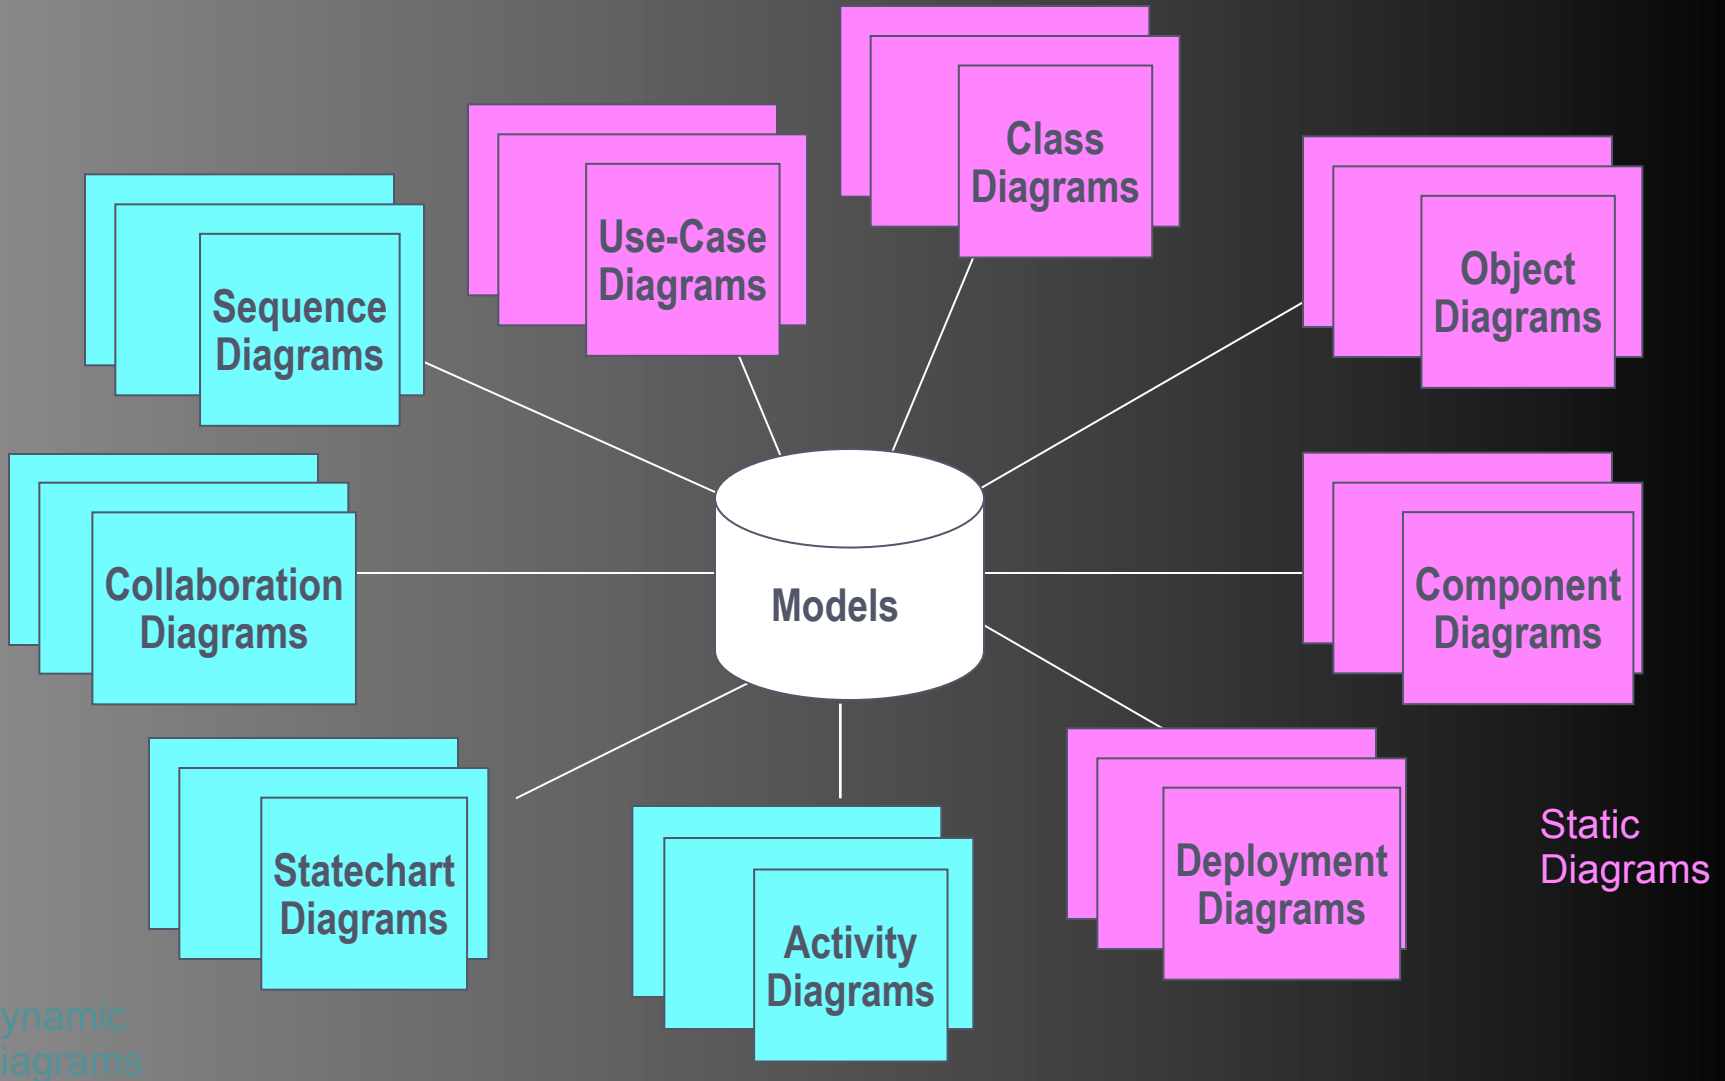 Class
Diagrams
Use-Case
Diagrams
Object
Diagrams
Sequence
Diagrams
Collaboration
Diagrams
Models
Component
Diagrams
Statechart
Diagrams
Activity
Diagrams
Deployment
Diagrams
Static
Diagrams
ynamic
iagrams